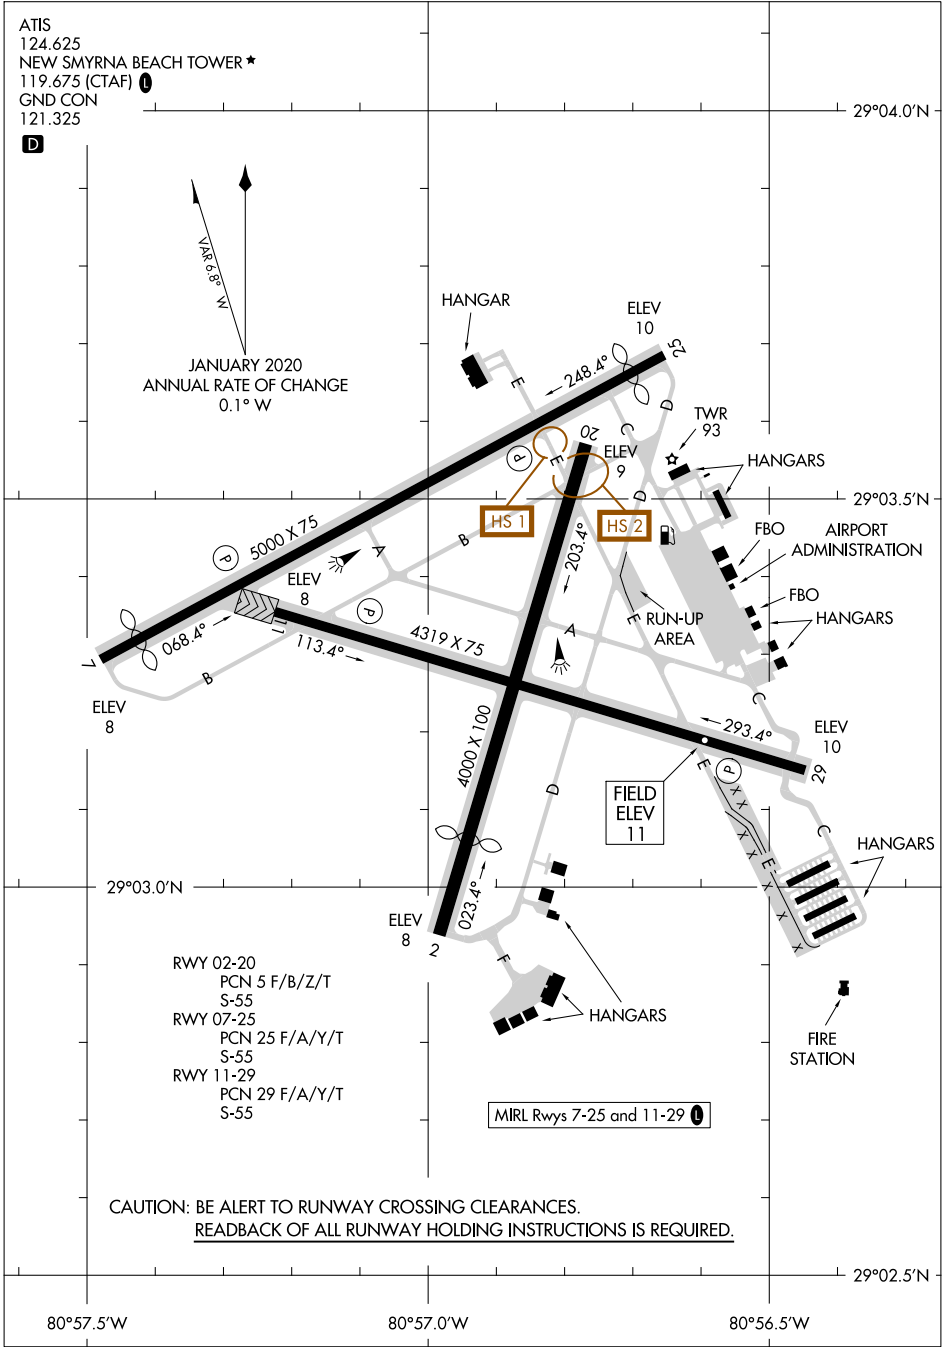 ATIS
124.625
NEW SMYRNA BEACH TOWER
119.675 (CTAF) L
GND CON
121.325
D
29°04.0'N
VAR 6.8° W
JANUARY 2020
ANNUAL RATE OF CHANGE
0.1° W
HANGAR
ELEV
10
25
248.4°
E
D
C
TWR
93
20
HANGARS
P
E
ELEV
9
D
29°03.5'N
HS 1
HS 2
5000 X 75
B
A
P
FBO
AIRPORT
ADMINISTRATION
203.4°
ELEV
8
P
FBO
HANGARS
RUN-UP
AREA
E
A
11
068.4°
4319 X 75
113.4°
7
B
C
ELEV
8
293.4°
ELEV
10
29
4000 X 100
E
P
D
FIELD
ELEV
11
X X
X X
X
X
X
X
E
C
HANGARS
29°03.0'N
023.4°
ELEV
8
2
F
RWY 02-20
PCN 5 F/B/Z/T
S-55
RWY 07-25
PCN 25 F/A/Y/T
S-55
RWY 11-29
PCN 29 F/A/Y/T
S-55
HANGARS
FIRE
STATION
MIRL Rwys 7-25 and 11-29 L
CAUTION: BE ALERT TO RUNWAY CROSSING CLEARANCES.
READBACK OF ALL RUNWAY HOLDING INSTRUCTIONS IS REQUIRED.
29°02.5'N
80°57.5'W
80°57.0'W
80°56.5'W